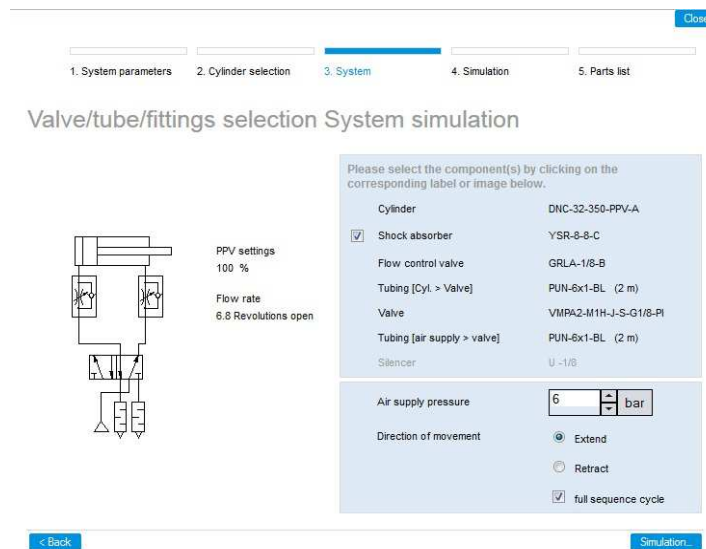 Close
1. System parameters
2. Cylinder selection
3. System
4. Simulation
5. Parts list
Valve/tube/fittings selection System simulation
Please select the component(s) by clicking on the
corresponding label or image below.
Cylinder DNC-32-350-PPV-A
Shock absorber YSR-8-8-C
Flow control valve GRLA-1/8-B
Tubing [Cyl. > Valve] PUN-6x1-BL (2 m)
Valve VMPA2-M1H-J-S-G1/8-PI
Tubing [air supply > valve] PUN-6x1-BL (2 m)
Silencer U -1/8
PPV settings
100 %
Flow rate
6.8 Revolutions open
Air supply pressure 6 bar
Direction of movement Extend
Retract
full sequence cycle
< Back
Simulation...